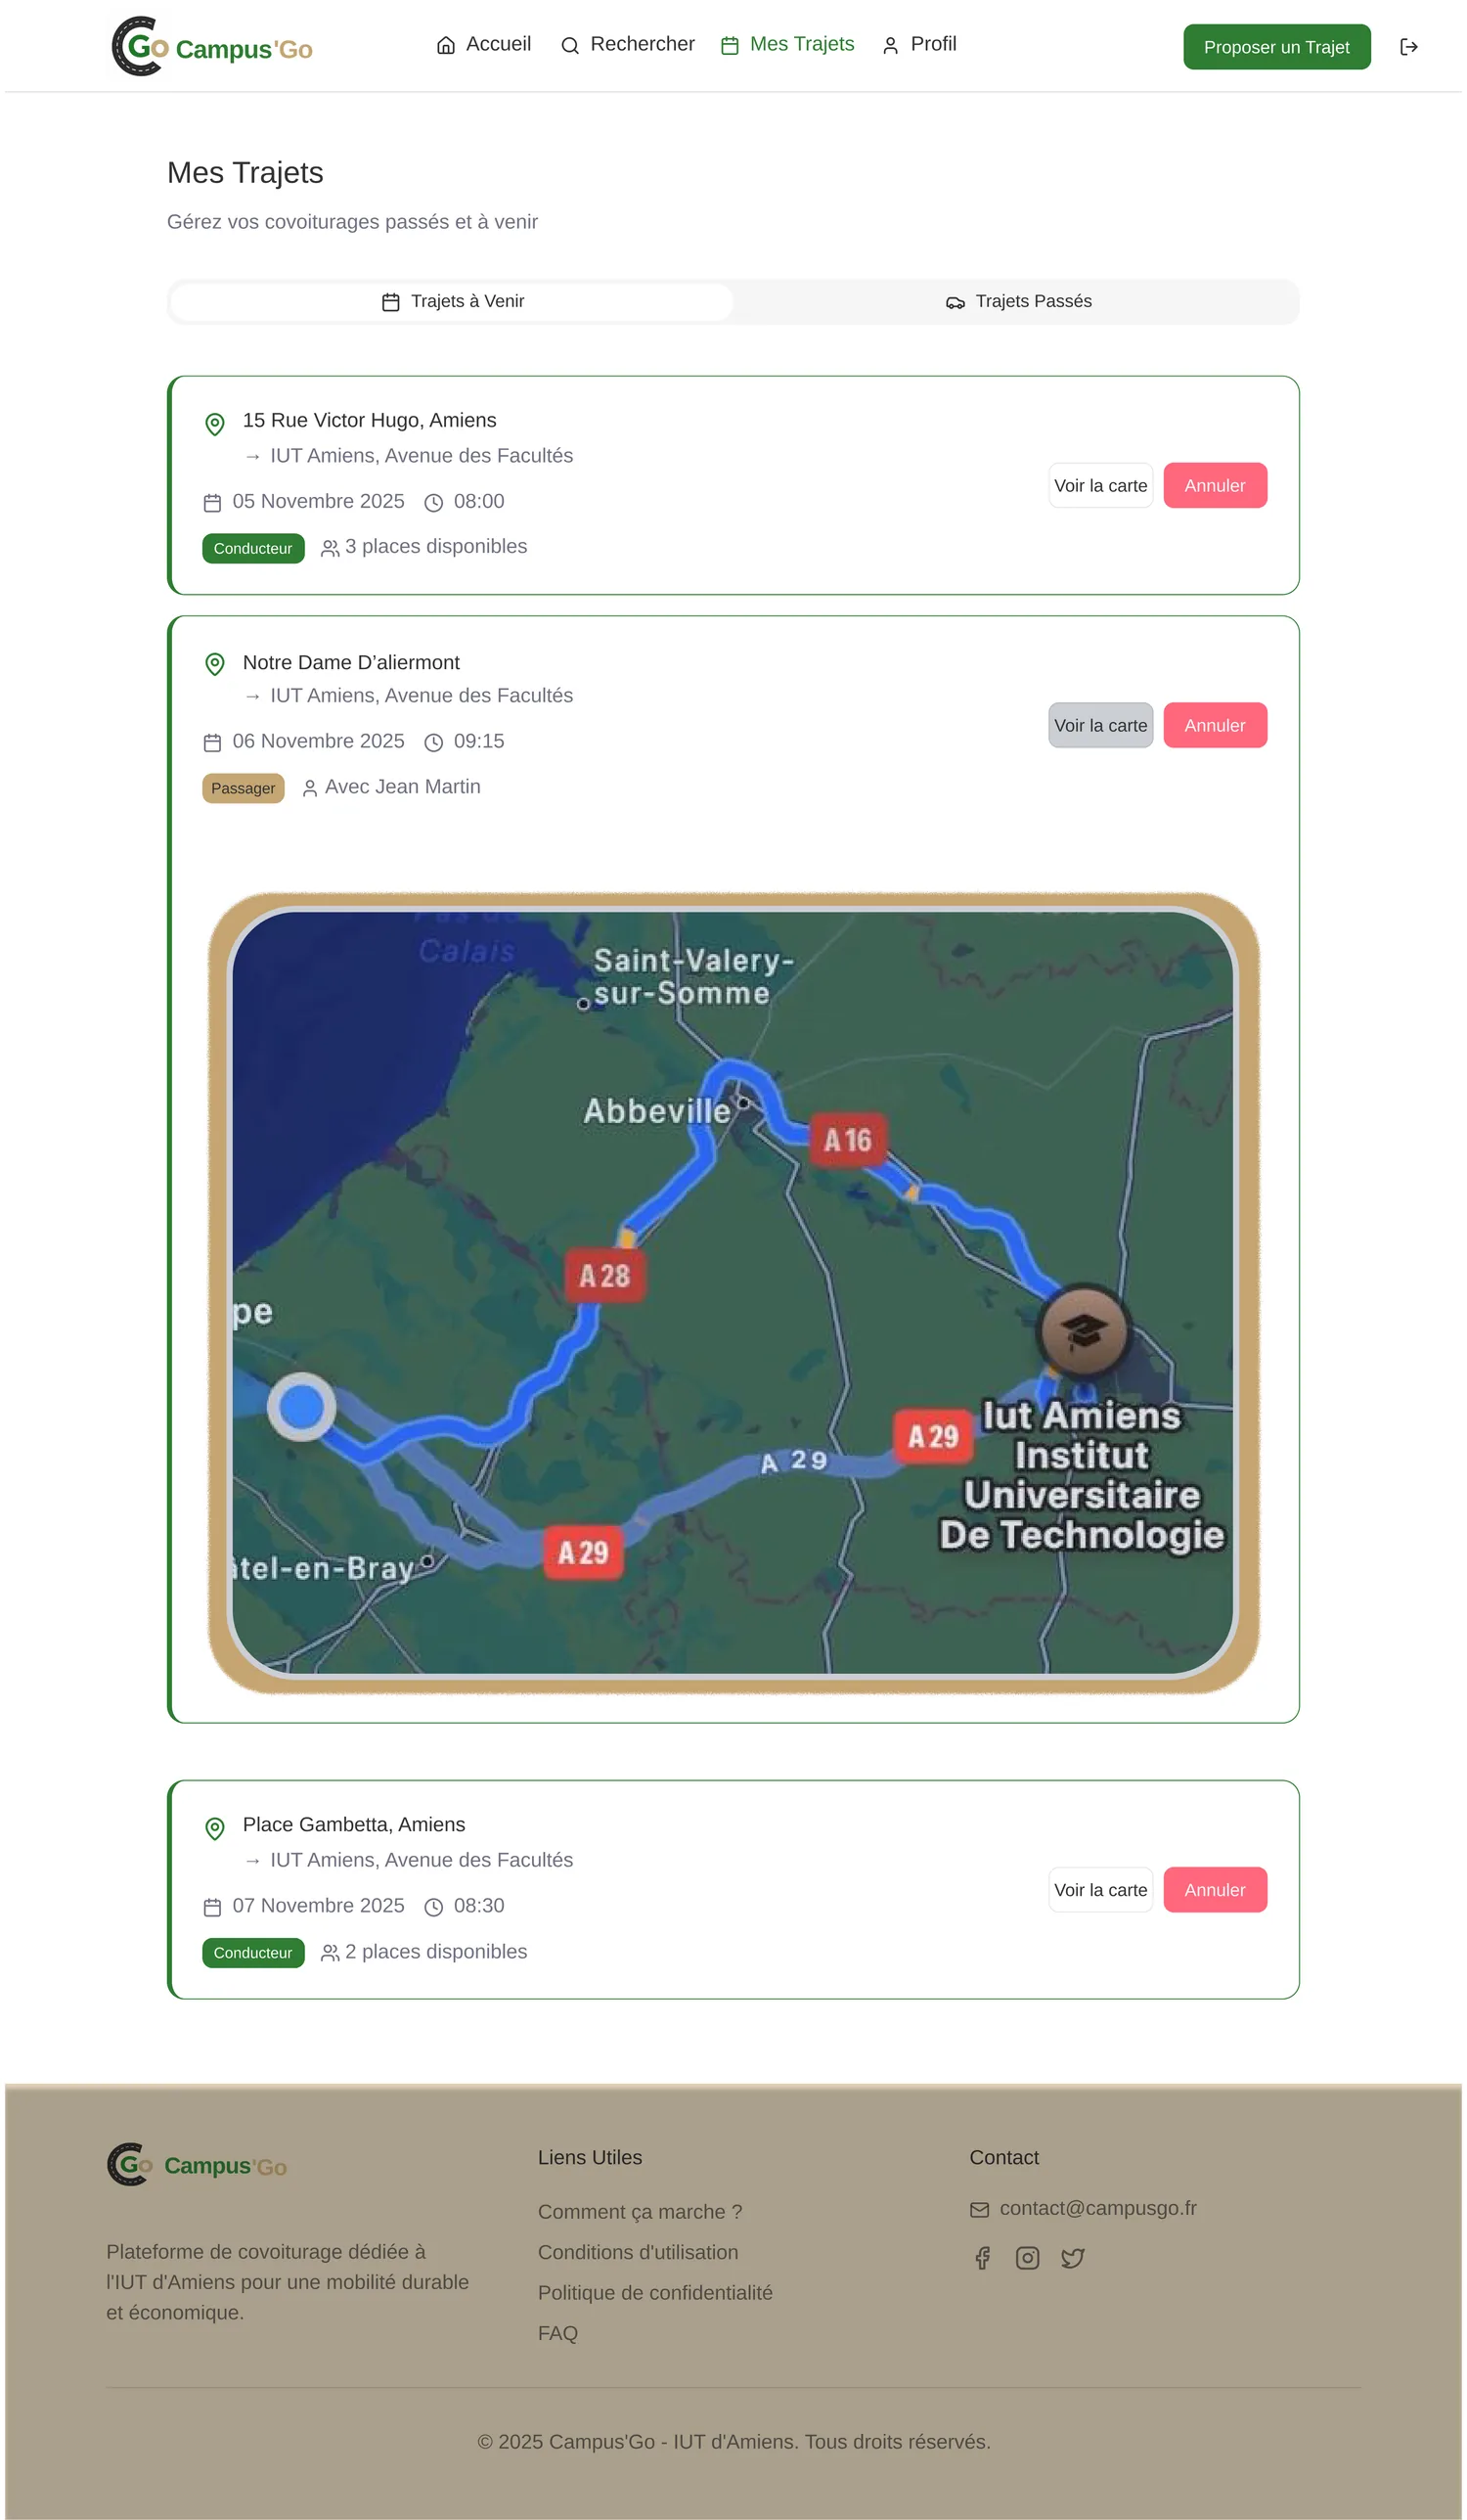 Go Campus'Go
Accueil
Rechercher
Mes Trajets
Profil
Proposer un Trajet
Mes Trajets
Gérez vos covoiturages passés et à venir
Trajets à Venir
Trajets Passés
15 Rue Victor Hugo, Amiens
→ IUT Amiens, Avenue des Facultés
05 Novembre 2025 08:00
Conducteur 3 places disponibles
Voir la carte
Annuler
Notre Dame D’aliermont
→ IUT Amiens, Avenue des Facultés
06 Novembre 2025 09:15
Passager Avec Jean Martin
Voir la carte
Annuler
Pas de
Calais
Saint-Valery-
sur-Somme
Abbeville
A 16
A 28
pe
A 29
A 29
Iut Amiens
Institut
Universitaire
De Technologie
A 29
âtel-en-Bray
Place Gambetta, Amiens
→ IUT Amiens, Avenue des Facultés
07 Novembre 2025 08:30
Conducteur 2 places disponibles
Voir la carte
Annuler
Go Campus'Go
Plateforme de covoiturage dédiée à
l'IUT d'Amiens pour une mobilité durable
et économique.
Liens Utiles
Comment ça marche ?
Conditions d'utilisation
Politique de confidentialité
FAQ
Contact
contact@campusgo.fr
© 2025 Campus'Go - IUT d'Amiens. Tous droits réservés.